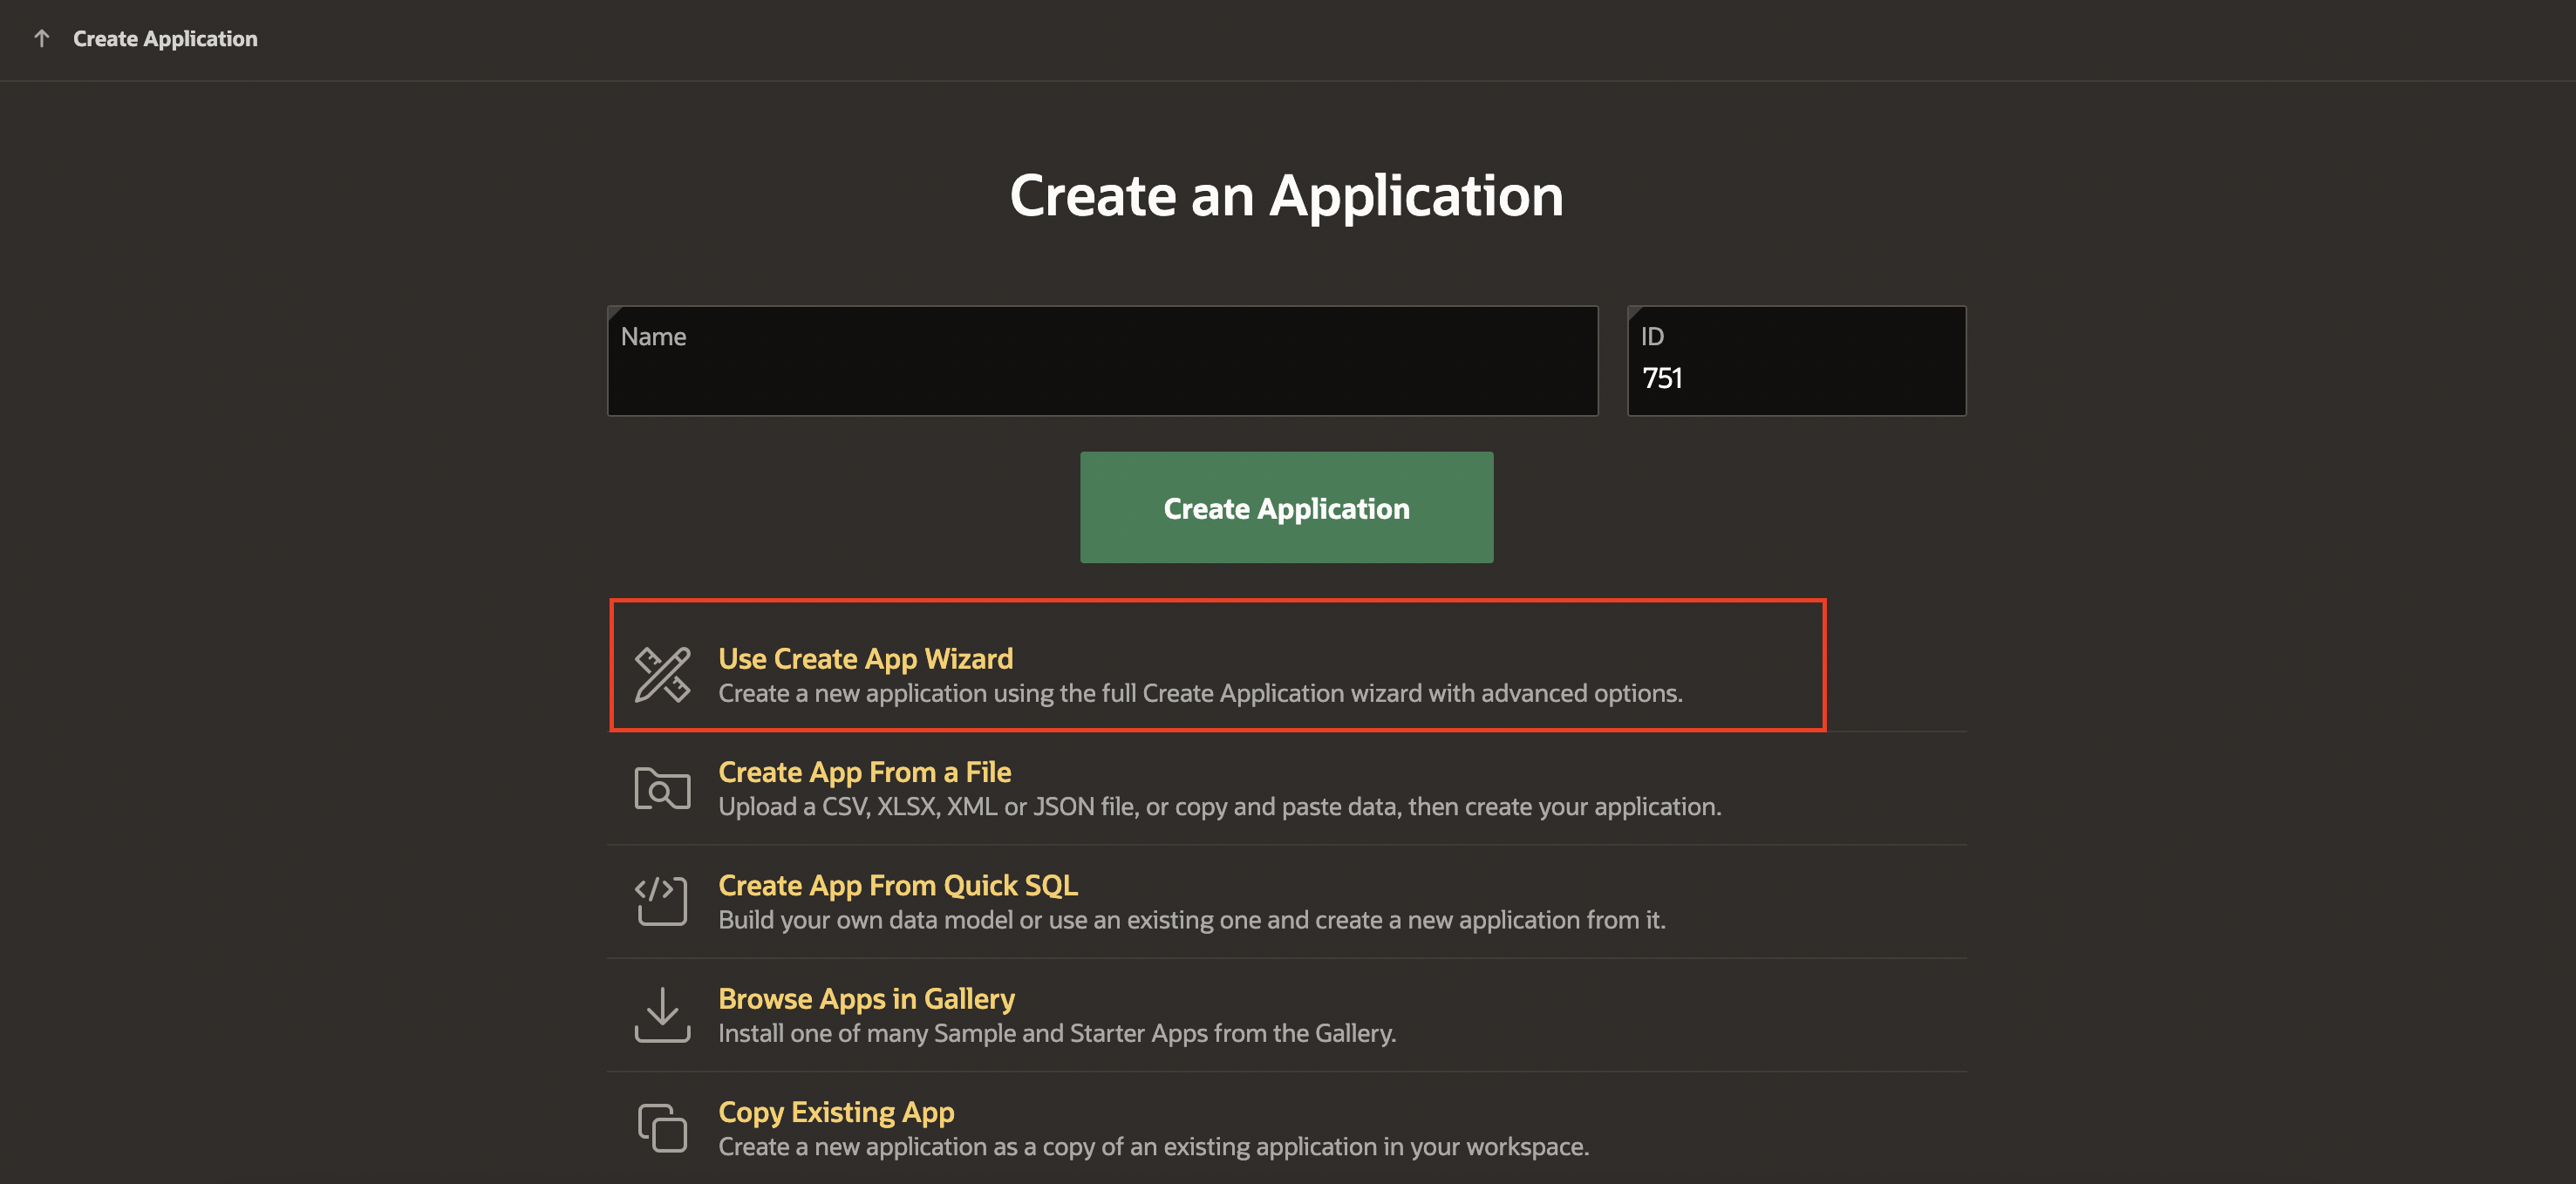 Create Application
Create an Application
Name
ID
751
Create Application
Use Create App Wizard
Create a new application using the full Create Application wizard with advanced options.
Create App From a File
Upload a CSV, XLSX, XML or JSON file, or copy and paste data, then create your application.
Create App From Quick SQL
Build your own data model or use an existing one and create a new application from it.
Browse Apps in Gallery
Install one of many Sample and Starter Apps from the Gallery.
Copy Existing App
Create a new application as a copy of an existing application in your workspace.